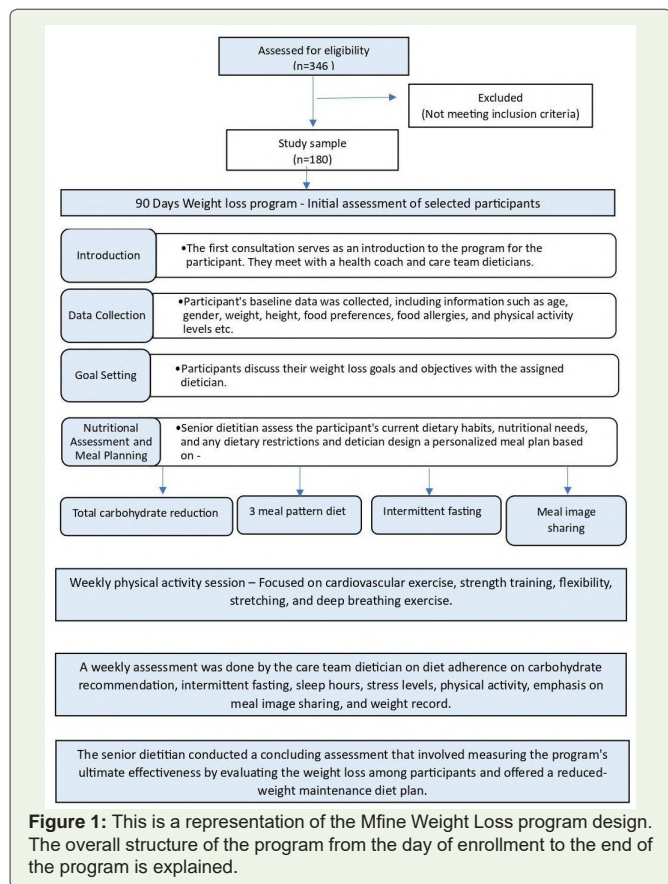 Assessed for eligibility
(n=346 )
Excluded
(Not meeting inclusion criteria)
Study sample
(n=180)
90 Days Weight loss program - Initial assessment of selected participants
Introduction
•The first consultation serves as an introduction to the program for the
participant. They meet with a health coach and care team dieticians.
Data Collection
•Participant's baseline data was collected, including information such as age,
gender, weight, height, food preferences, food allergies, and physical activity
levels etc.
Goal Setting
•Participants discuss their weight loss goals and objectives with the assigned
dietician.
Nutritional
Assessment and
Meal Planning
•Senior dietitian assess the participant's current dietary habits, nutritional needs,
and any dietary restrictions and detician design a personalized meal plan based
on -
Total carbohydrate reduction
3 meal pattern diet
Intermittent fasting
Meal image
sharing
Weekly physical activity session – Focused on cardiovascular exercise, strength training, flexibility,
stretching, and deep breathing exercise.
A weekly assessment was done by the care team dietician on diet adherence on carbohydrate
recommendation, intermittent fasting, sleep hours, stress levels, physical activity, emphasis on
meal image sharing, and weight record.
The senior dietitian conducted a concluding assessment that involved measuring the program's
ultimate effectiveness by evaluating the weight loss among participants and offered a reduced-
weight maintenance diet plan.
Figure 1: This is a representation of the Mfine Weight Loss program design.
The overall structure of the program from the day of enrollment to the end of
the program is explained.